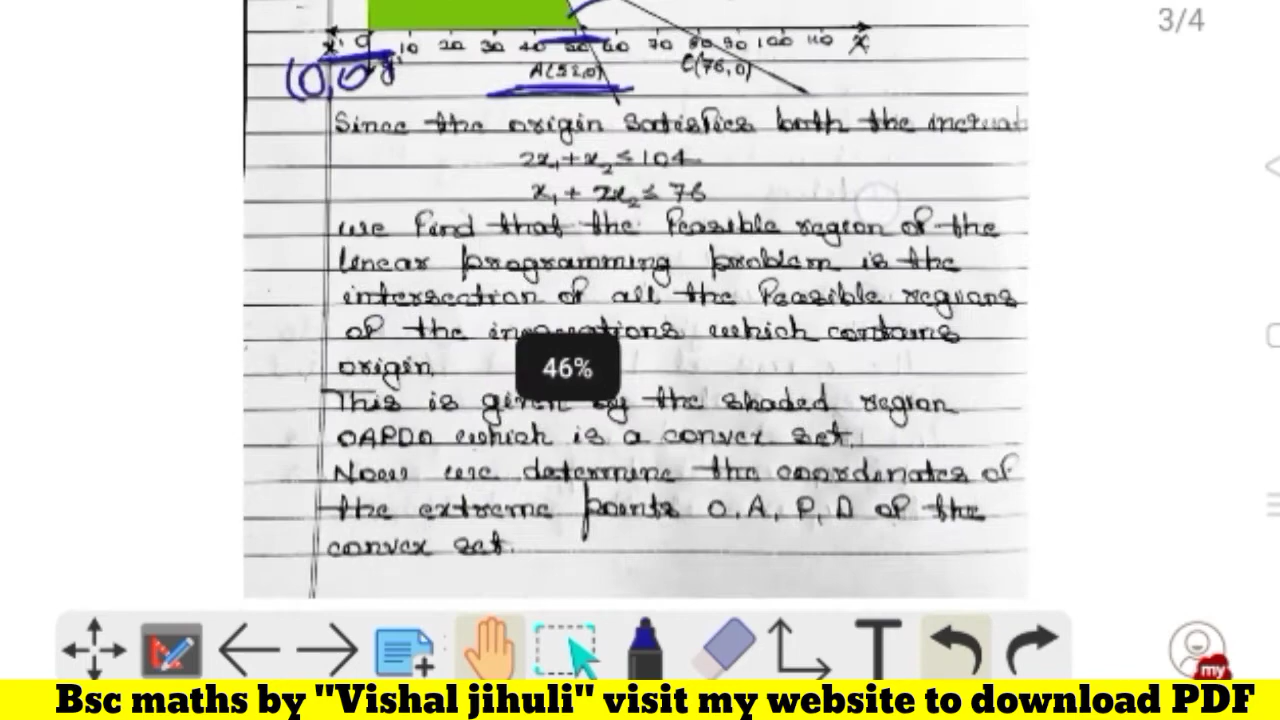 3/4
X' O 10 20 30 40 50 60 70 80 90 100 110 X
(0,0) y'
A(52,0) C(76,0)
Since the origin satisfies both the inequat
2x₁+x₂ ≤ 104
x₁ + 2x₂ ≤ 76
we find that the feasible region of the
linear programming problem is the
intersection of all the feasible regions
of the which contains
origin.
46%
This is given by the shaded region
OAPDO which is a convex set.
Now we determine the coordinates of
the extreme points O, A, P, D of the
convex set.
T
my
Bsc maths by "Vishal jihuli" visit my website to download PDF